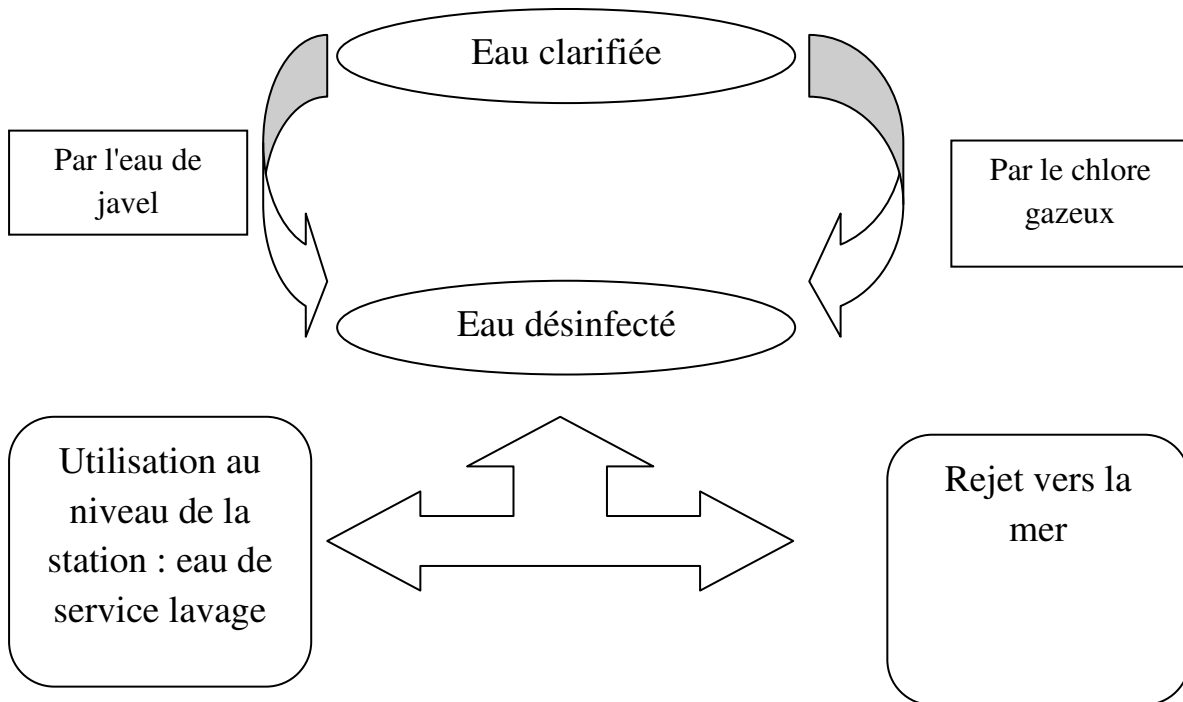 Eau clarifiée
Par l'eau de
javel
Par le chlore
gazeux
Eau désinfecté
Utilisation au
niveau de la
station : eau de
service lavage
Rejet vers la
mer